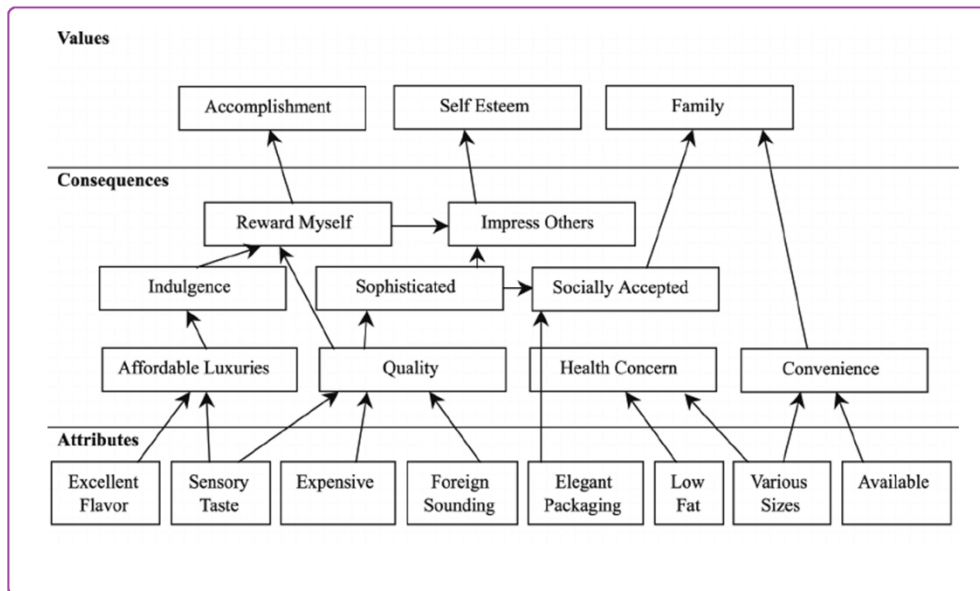 Values
Accomplishment
Self Esteem
Family
Consequences
Reward Myself
Impress Others
Indulgence
Sophisticated
Socially Accepted
Affordable Luxuries
Quality
Health Concern
Convenience
Attributes
Excellent
Flavor
Sensory
Taste
Expensive
Foreign
Sounding
Elegant
Packaging
Low
Fat
Various
Sizes
Available